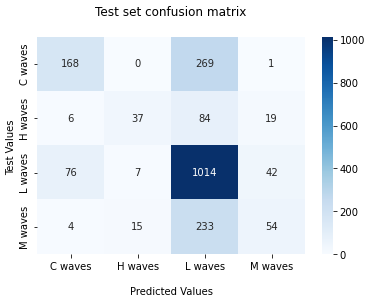 Test set confusion matrix
C waves 168 0 269 1
H waves 6 37 84 19
L waves 76 7 1014 42
M waves 4 15 233 54
C waves H waves L waves M waves
Predicted Values
Test Values
1000
800
600
400
200
0